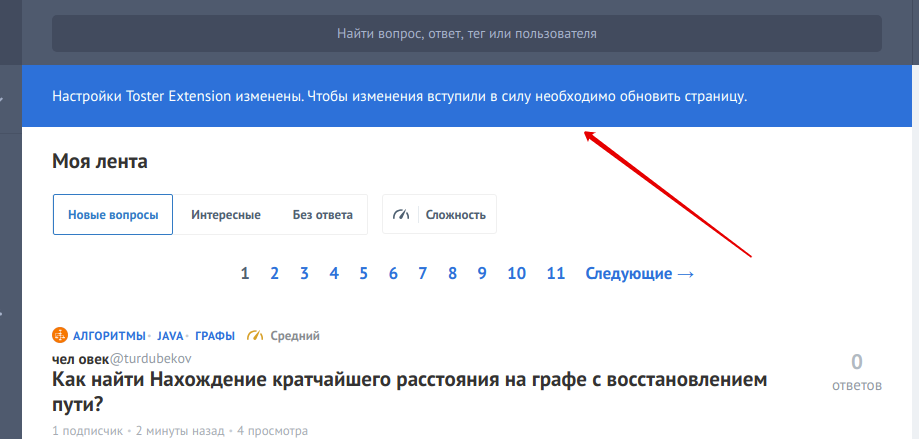 Найти вопрос, ответ, тег или пользователя
Настройки Toster Extension изменены. Чтобы изменения вступили в силу необходимо обновить страницу.
Моя лента
Новые вопросы Интересные Без ответа Сложность
1 2 3 4 5 6 7 8 9 10 11 Следующие →
АЛГОРИТМЫ • JAVA • ГРАФЫ Средний
чел овек@turdubekov
Как найти Нахождение кратчайшего расстояния на графе с восстановлением
пути?
0
ответов
1 подписчик • 2 минуты назад • 4 просмотра